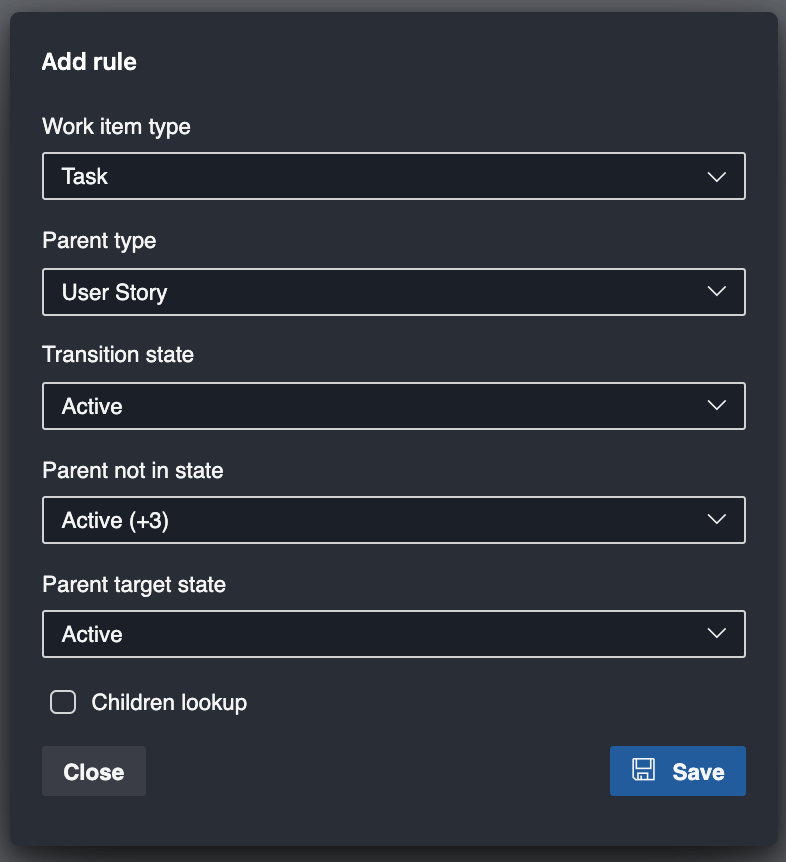 Add rule
Work item type
Task
Parent type
User Story
Transition state
Active
Parent not in state
Active (+3)
Parent target state
Active
Children lookup
Close
Save